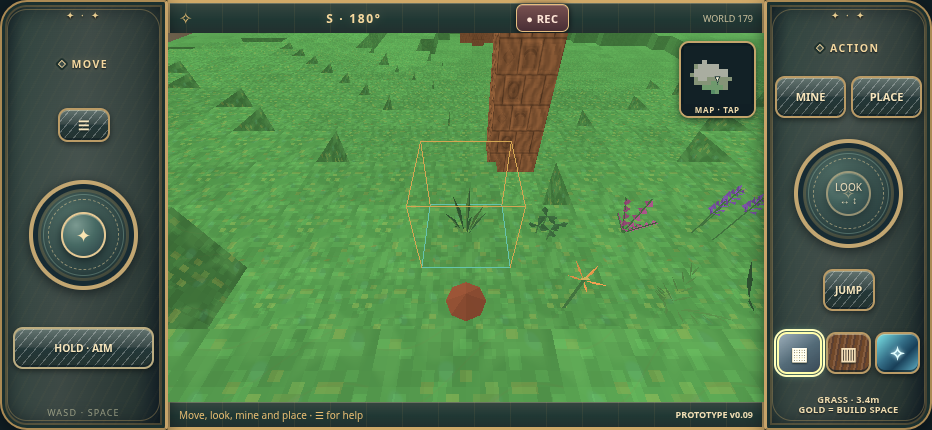 MOVE
HOLD · AIM
WASD · SPACE
S · 180°
● REC
WORLD 179
MAP · TAP
Move, look, mine and place · ☰ for help
PROTOTYPE v0.09
ACTION
MINE
PLACE
LOOK
JUMP
GRASS · 3.4m
GOLD = BUILD SPACE